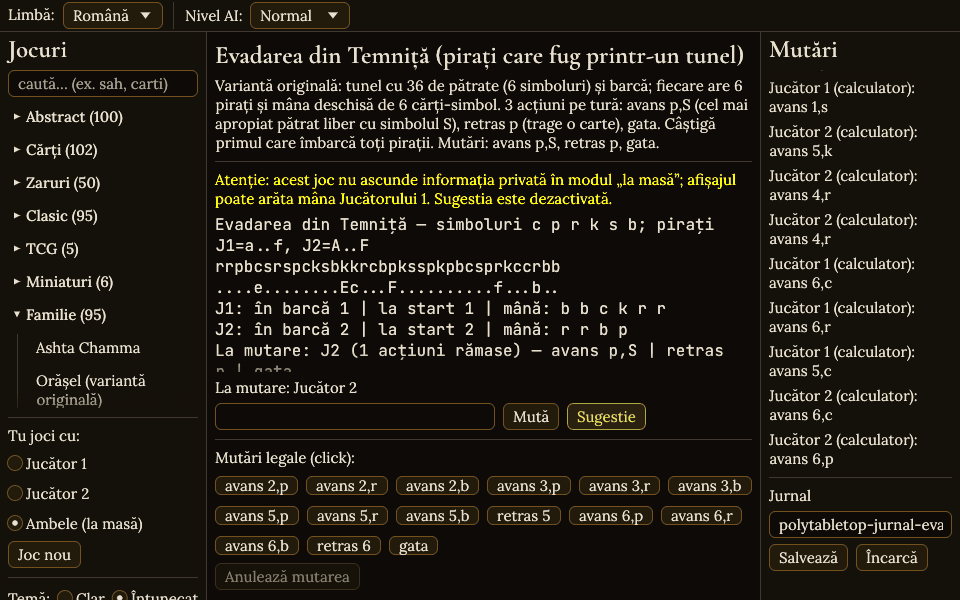 Limbă: Română ▼ Nivel AI: Normal ▼
Jocuri
caută... (ex. sah, carti)
▸ Abstract (100)
▸ Cărți (102)
▸ Zaruri (50)
▸ Clasic (95)
▸ TCG (5)
▸ Miniaturi (6)
▾ Familie (95)
Ashta Chamma
Orășel (variantă
originală)
Tu joci cu:
Jucător 1
Jucător 2
Ambele (la masă)
Joc nou
Temă: Clar Întunecat
Evadarea din Temniță (pirați care fug printr-un tunel)
Variantă originală: tunel cu 36 de pătrate (6 simboluri) și barcă; fiecare are 6
pirați și mâna deschisă de 6 cărți-simbol. 3 acțiuni pe tură: avans p,S (cel mai
apropiat pătrat liber cu simbolul S), retras p (trage o carte), gata. Câștigă
primul care îmbarcă toți pirații. Mutări: avans p,S, retras p, gata.
Atenție: acest joc nu ascunde informația privată în modul „la masă”; afișajul
poate arăta mâna Jucătorului 1. Sugestia este dezactivată.
Evadarea din Temniță — simboluri c p r k s b; pirați
J1=a..f, J2=A..F
rrpbcsrspcksbkkrcbpksspkpbcsprkccrbb
....e........Ec...F..........f...b..
J1: în barcă 1 | la start 1 | mână: b b c k r r
J2: în barcă 2 | la start 2 | mână: r r b p
La mutare: J2 (1 acțiuni rămase) — avans p,S | retras
p | gata
La mutare: Jucător 2
Mută Sugestie
Mutări legale (click):
avans 2,p avans 2,r avans 2,b avans 3,p avans 3,r avans 3,b
avans 5,p avans 5,r avans 5,b retras 5 avans 6,p avans 6,r
avans 6,b retras 6 gata
Anulează mutarea
Mutări
Jucător 1 (calculator):
avans 1,s
Jucător 2 (calculator):
avans 5,k
Jucător 2 (calculator):
avans 4,r
Jucător 2 (calculator):
avans 4,r
Jucător 1 (calculator):
avans 6,c
Jucător 1 (calculator):
avans 6,r
Jucător 1 (calculator):
avans 5,c
Jucător 2 (calculator):
avans 6,c
Jucător 2 (calculator):
avans 6,p
Jurnal
polytabletop-jurnal-eva
Salvează Încarcă